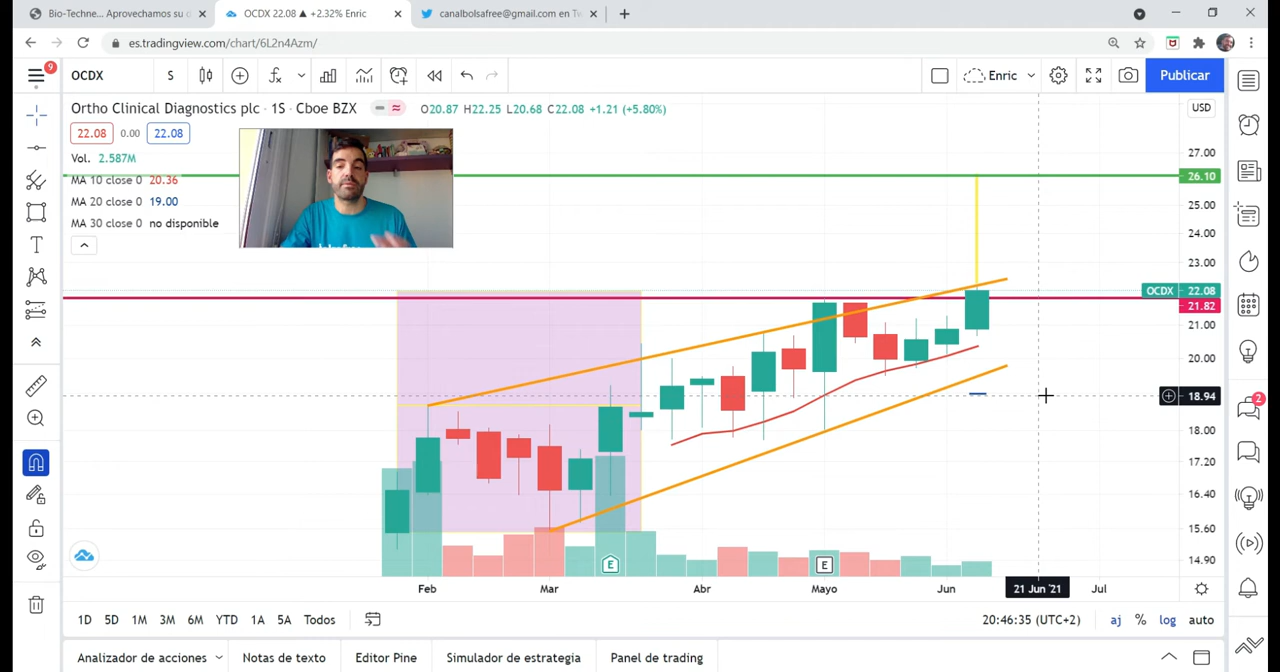 Bio-Techne... Aprovechamos su c
OCDX 22.08 ▲ +2.32% Enric
canalbolsafree@gmail.com en Tw
es.tradingview.com/chart/6L2n4Azm/
9
OCDX
S
Enric
Publicar
Ortho Clinical Diagnostics plc · 1S · Cboe BZX
O20.87 H22.25 L20.68 C22.08 +1.21 (+5.80%)
USD
22.08 0.00 22.08
Vol. 2.587M
MA 10 close 0 20.36
MA 20 close 0 19.00
MA 30 close 0 no disponible
27.00
26.10
25.00
24.00
23.00
OCDX 22.08
21.82
21.00
20.00
18.94
18.00
17.20
16.40
15.60
14.90
2
E
E
Feb
Mar
Abr
Mayo
Jun
21 Jun '21
Jul
1D 5D 1M 3M 6M YTD 1A 5A Todos
20:46:35 (UTC+2)
aj % log auto
Analizador de acciones
Notas de texto
Editor Pine
Simulador de estrategia
Panel de trading